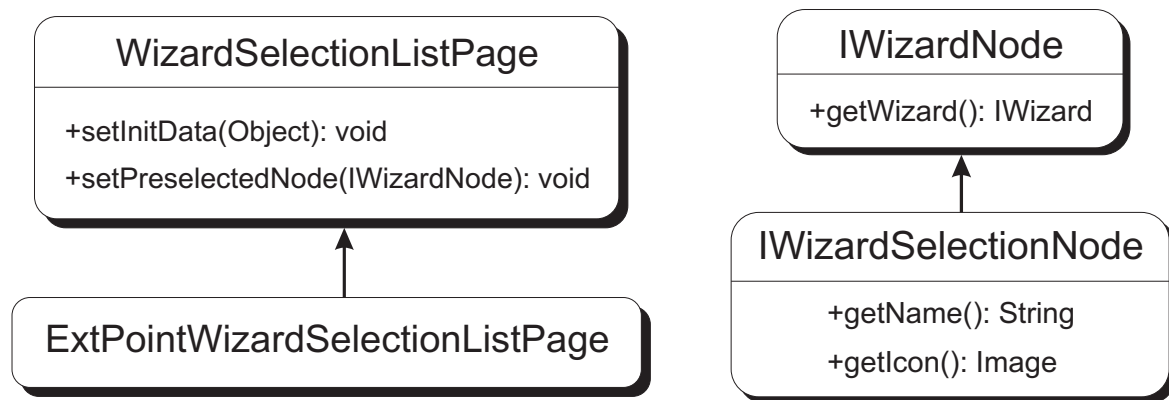 WizardSelectionListPage
+setInitData(Object): void
+setPreselectedNode(IWizardNode): void
ExtPointWizardSelectionListPage
IWizardNode
+getWizard(): IWizard
IWizardSelectionNode
+getName(): String
+getIcon(): Image